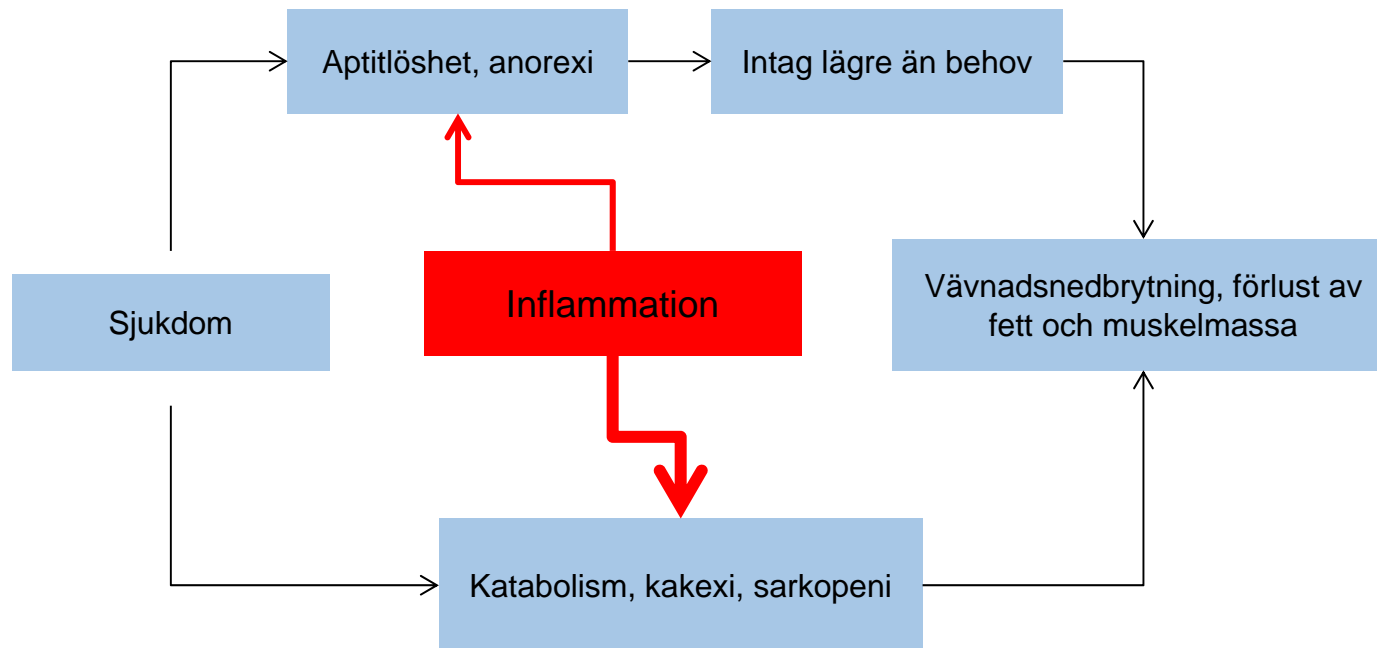 Aptitlöshet, anorexi
Intag lägre än behov
Sjukdom
Inflammation
Vävnadsnedbrytning, förlust av
fett och muskelmassa
Katabolism, kakexi, sarkopeni